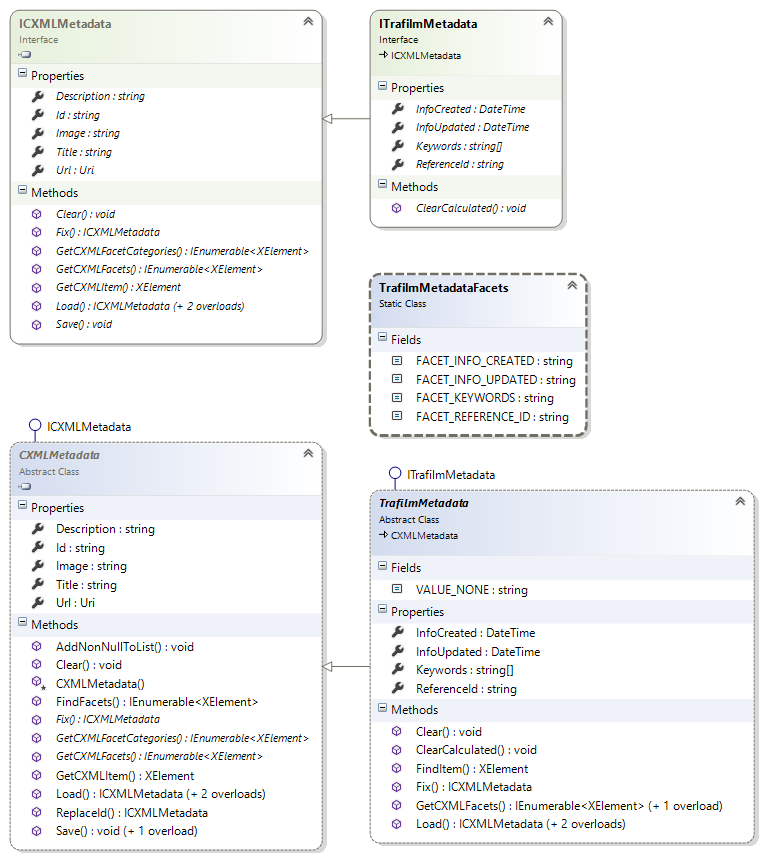 ICXMLMetadata
Interface
Properties
Description : string
Id : string
Image : string
Title : string
Url : Uri
Methods
Clear() : void
Fix() : ICXMLMetadata
GetCXMLFacetCategories() : IEnumerable<XElement>
GetCXMLFacets() : IEnumerable<XElement>
GetCXMLItem() : XElement
Load() : ICXMLMetadata (+ 2 overloads)
Save() : void
ITrafilmMetadata
Interface
ICXMLMetadata
Properties
InfoCreated : DateTime
InfoUpdated : DateTime
Keywords : string[]
ReferenceId : string
Methods
ClearCalculated() : void
TrafilmMetadataFacets
Static Class
Fields
FACET_INFO_CREATED : string
FACET_INFO_UPDATED : string
FACET_KEYWORDS : string
FACET_REFERENCE_ID : string
ICXMLMetadata
CXMLMetadata
Abstract Class
Properties
Description : string
Id : string
Image : string
Title : string
Url : Uri
Methods
AddNonNullToList() : void
Clear() : void
CXMLMetadata()
FindFacets() : IEnumerable<XElement>
Fix() : ICXMLMetadata
GetCXMLFacetCategories() : IEnumerable<XElement>
GetCXMLFacets() : IEnumerable<XElement>
GetCXMLItem() : XElement
Load() : ICXMLMetadata (+ 2 overloads)
ReplaceId() : ICXMLMetadata
Save() : void (+ 1 overload)
ITrafilmMetadata
TrafilmMetadata
Abstract Class
CXMLMetadata
Fields
VALUE_NONE : string
Properties
InfoCreated : DateTime
InfoUpdated : DateTime
Keywords : string[]
ReferenceId : string
Methods
Clear() : void
ClearCalculated() : void
FindItem() : XElement
Fix() : ICXMLMetadata
GetCXMLFacets() : IEnumerable<XElement> (+ 1 overload)
Load() : ICXMLMetadata (+ 2 overloads)